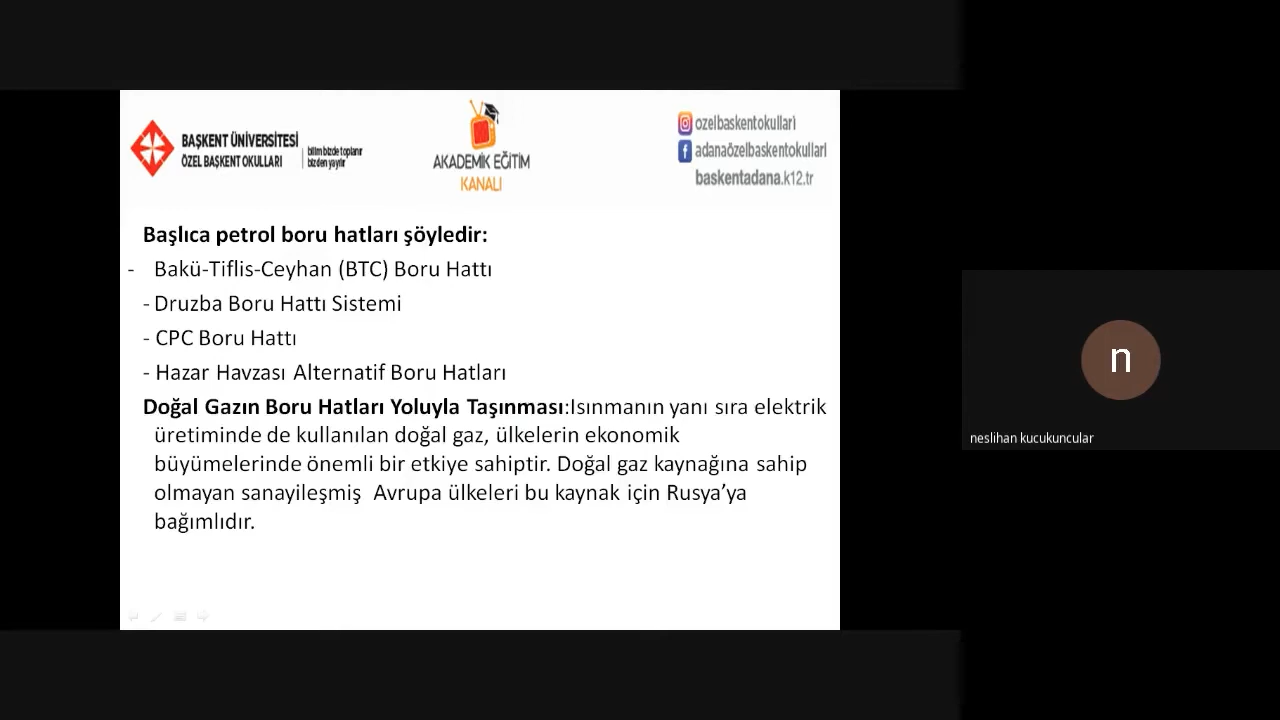 BAŞKENT ÜNİVERSİTESİ
ÖZEL BAŞKENT OKULLARI
bilim bizde toplanır
bizden yayılır
AKADEMİK EĞİTİM
KANALI
ozelbaskentokullari
adanaözelbaskentokulları
baskentadana.k12.tr
Başlıca petrol boru hatları şöyledir:
- Bakü-Tiflis-Ceyhan (BTC) Boru Hattı
- Druzba Boru Hattı Sistemi
- CPC Boru Hattı
- Hazar Havzası Alternatif Boru Hatları
Doğal Gazın Boru Hatları Yoluyla Taşınması:Isınmanın yanı sıra elektrik
üretiminde de kullanılan doğal gaz, ülkelerin ekonomik
büyümelerinde önemli bir etkiye sahiptir. Doğal gaz kaynağına sahip
olmayan sanayileşmiş Avrupa ülkeleri bu kaynak için Rusya’ya
bağımlıdır.
n
neslihan kucukuncular